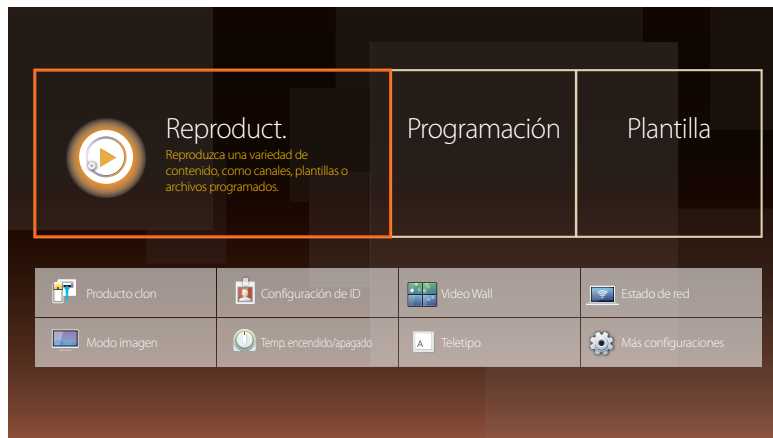 Reproduct.
Reproduzca una variedad de
contenido, como canales, plantillas o
archivos programados.
Programación
Plantilla
Producto clon
Configuración de ID
Video Wall
Estado de red
Modo imagen
Temp. encendido/apagado
A
Teletipo
Más configuraciones